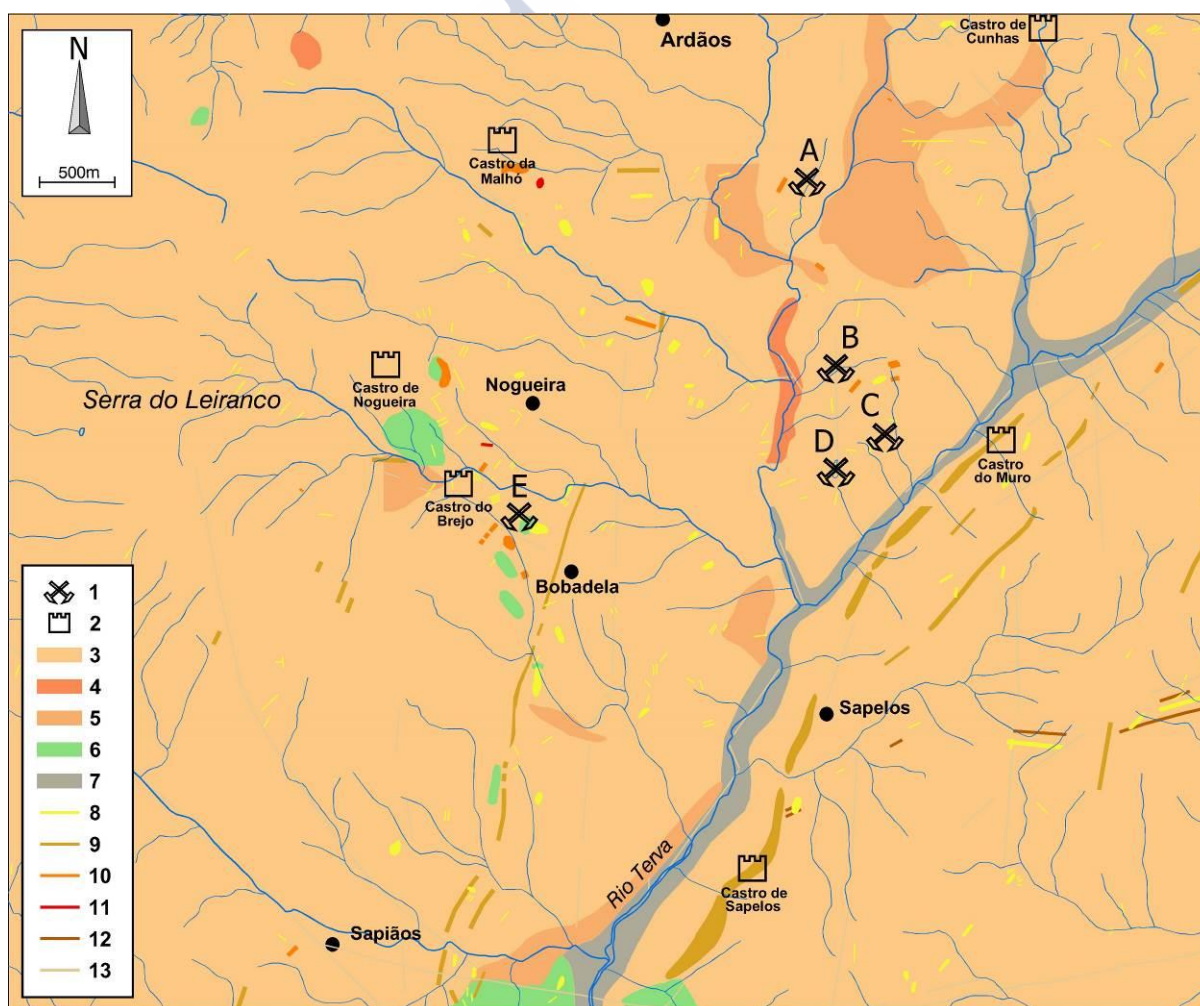 N
500m
Ardãos
Castro de
Cunhas
Castro da
Malhó
A
B
C
D
E
Castro de
Nogueira
Nogueira
Serra do Leiranco
Castro do
Brejo
Castro
do Muro
Bobadela
Sapelos
Rio Terva
Castro de
Sapelos
Sapiãos
1
2
3
4
5
6
7
8
9
10
11
12
13